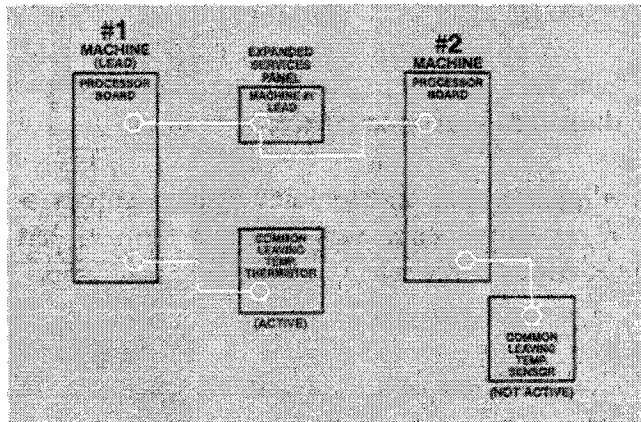 #1
MACHINE
(LEAD)
PROCESSOR
BOARD
EXPANDED
SERVICES
PANEL
MACHINE #1
LEAD
#2
MACHINE
PROCESSOR
BOARD
COMMON
LEAVING
TEMP.
THERMISTOR
(ACTIVE)
COMMON
LEAVING
TEMP.
SENSOR
(NOT ACTIVE)